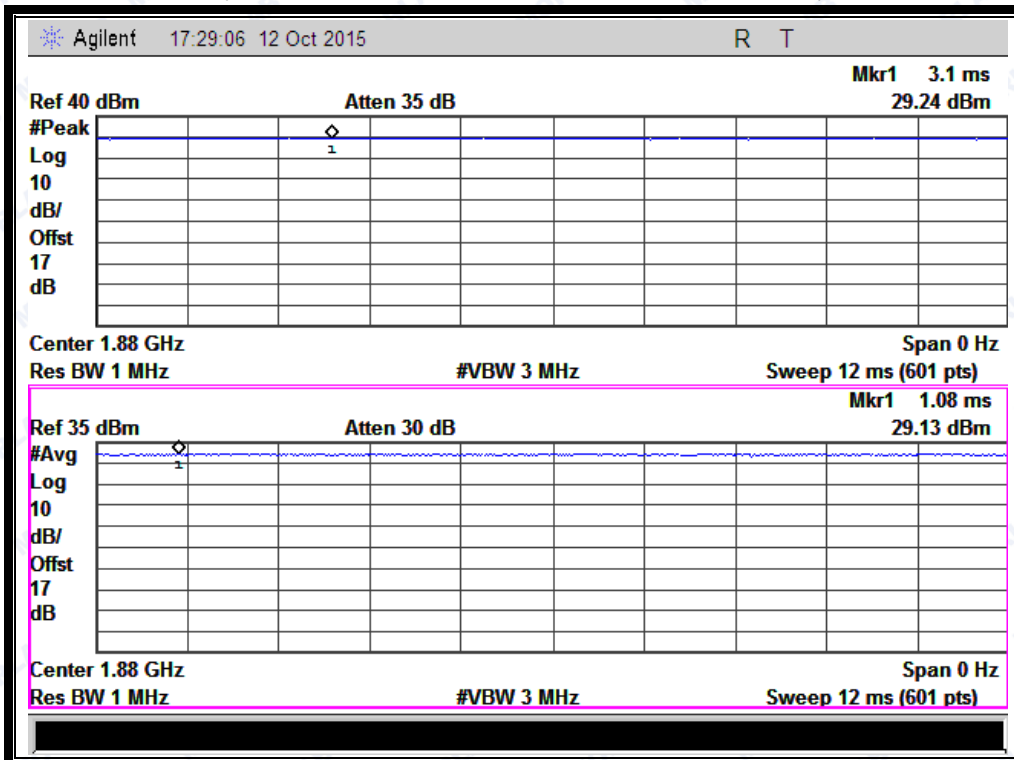 Agilent 17:29:06 12 Oct 2015 R T
Mkr1 3.1 ms
Ref 40 dBm Atten 35 dB 29.24 dBm
#Peak
Log
10
dB/
Offst
17
dB
1
Center 1.88 GHz Span 0 Hz
Res BW 1 MHz #VBW 3 MHz Sweep 12 ms (601 pts)
Mkr1 1.08 ms
Ref 35 dBm Atten 30 dB 29.13 dBm
#Avg
Log
10
dB/
Offst
17
dB
1
Center 1.88 GHz Span 0 Hz
Res BW 1 MHz #VBW 3 MHz Sweep 12 ms (601 pts)